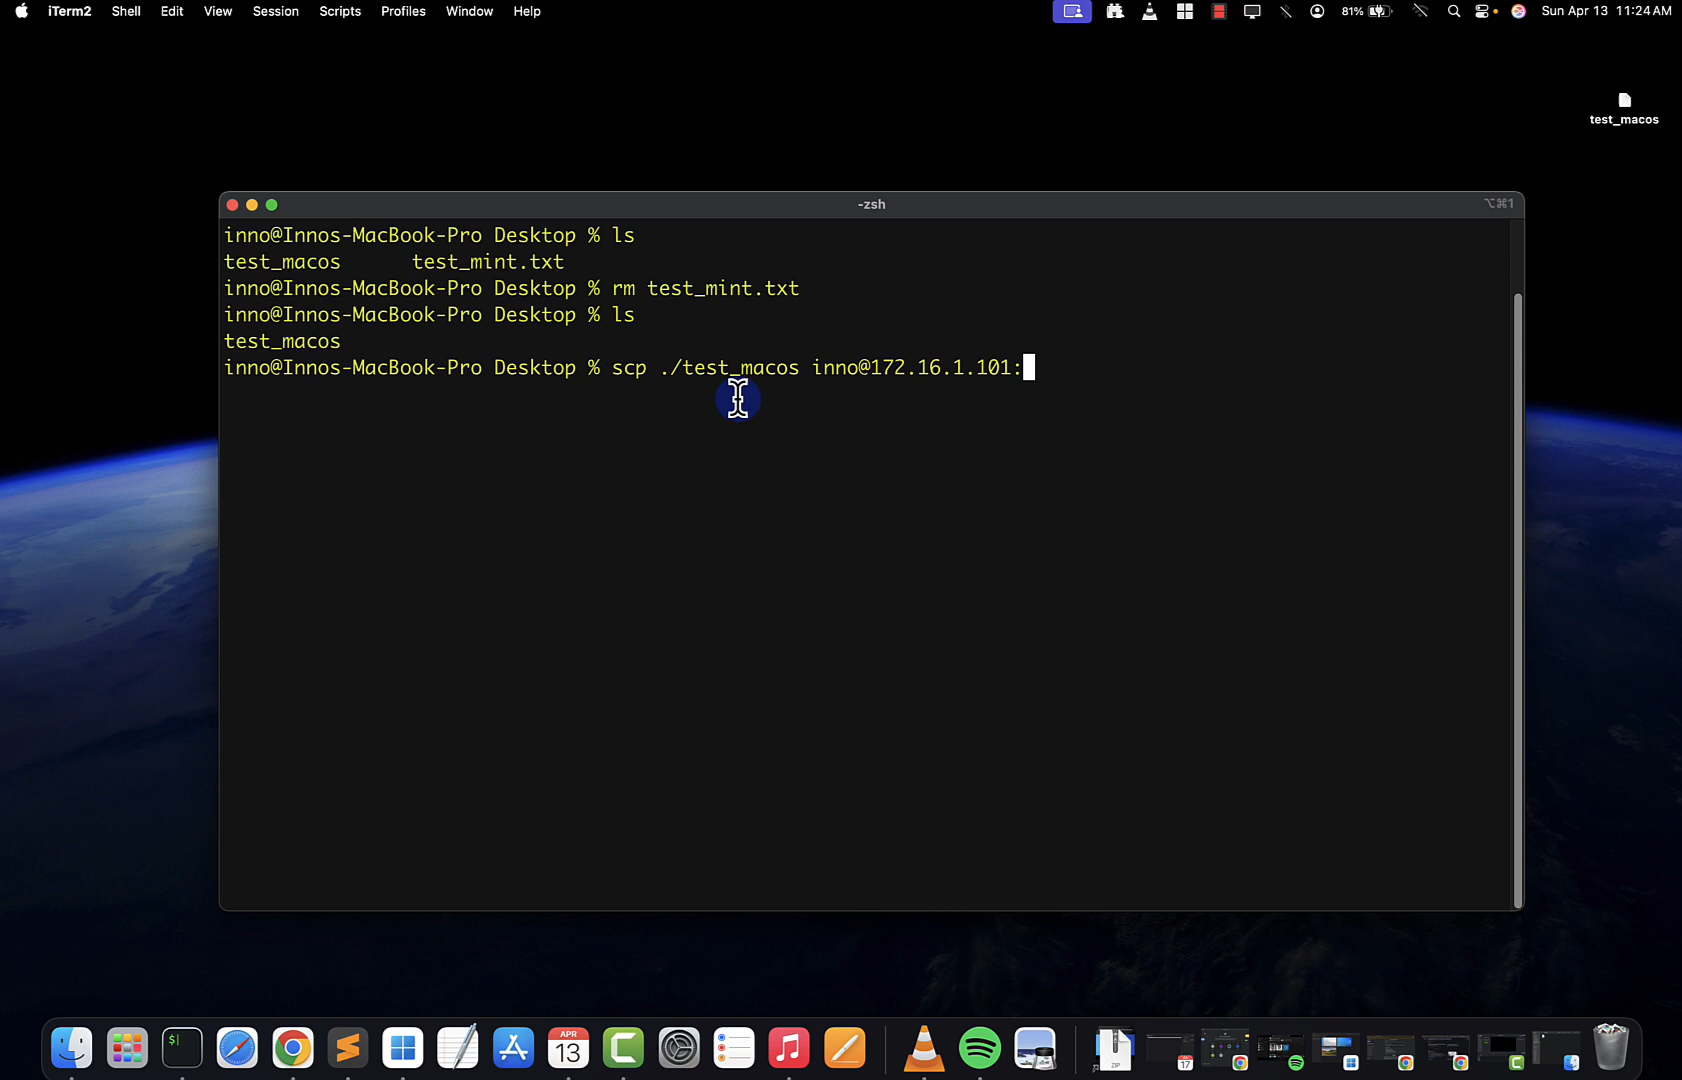 iTerm2 Shell Edit View Session Scripts Profiles Window Help 81% Sun Apr 13 11:24 AM
test_macos
-zsh ⌥⌘1
inno@Innos-MacBook-Pro Desktop % ls
test_macos test_mint.txt
inno@Innos-MacBook-Pro Desktop % rm test_mint.txt
inno@Innos-MacBook-Pro Desktop % ls
test_macos
inno@Innos-MacBook-Pro Desktop % scp ./test_macos inno@172.16.1.101:
$
APR
13
ZIP
17